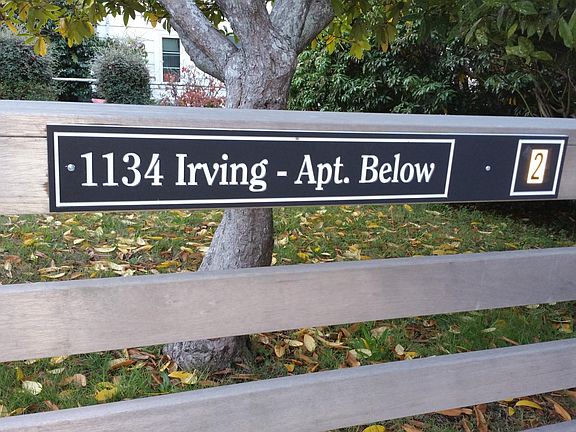 1134 Irving - Apt. Below 2